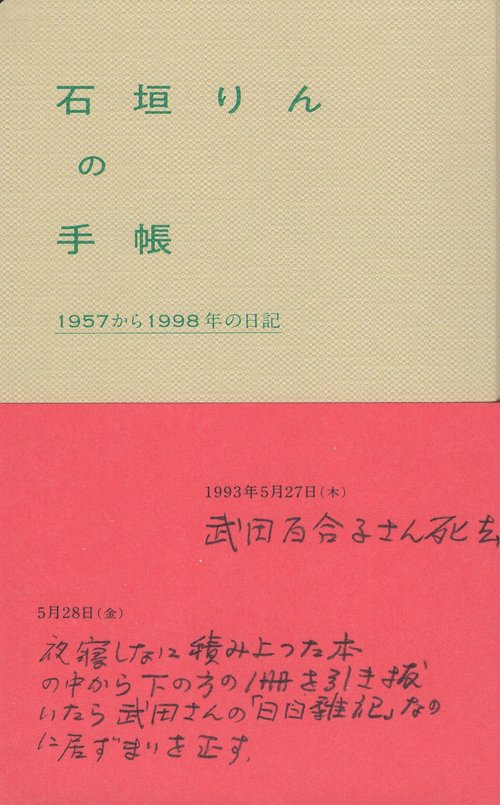 石垣りん
の
手帳
1957から1998年の日記
1993年5月27日(木)
武田百合子さん死去
5月28日(金)
夜寝しなに積み上った本
の中から下の方の1冊を引き抜
いたら武田さんの「日日雑記」なの
に居ずまいを正す。